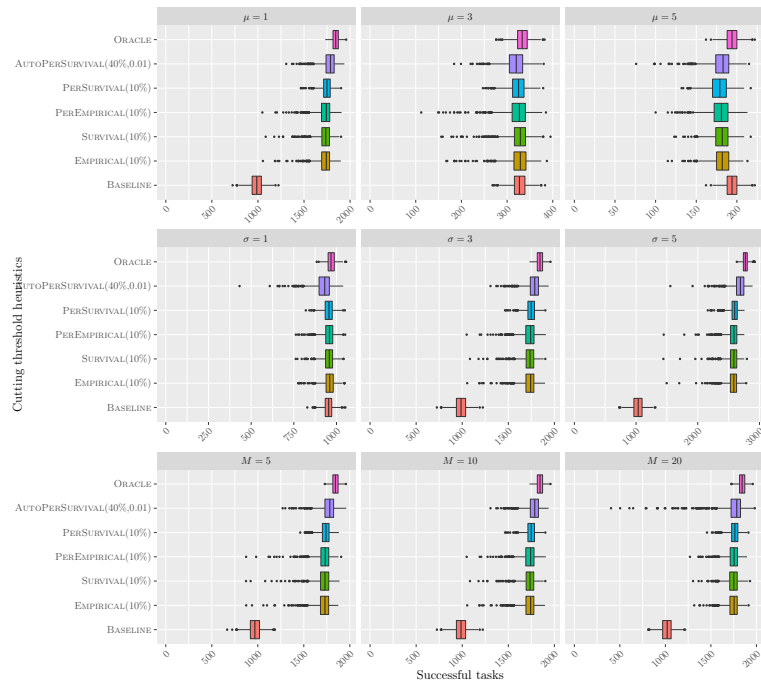 μ = 1
μ = 3
μ = 5
ORACLE
AUTOPERSURVIVAL(40%,0.01)
PERSURVIVAL(10%)
PEREMPIRICAL(10%)
SURVIVAL(10%)
EMPIRICAL(10%)
BASELINE
0 500 1000 1500 2000
0 100 200 300 400
0 50 100 150 200
σ = 1
σ = 3
σ = 5
Cutting threshold heuristics
ORACLE
AUTOPERSURVIVAL(40%,0.01)
PERSURVIVAL(10%)
PEREMPIRICAL(10%)
SURVIVAL(10%)
EMPIRICAL(10%)
BASELINE
0 250 500 750 1000
0 500 1000 1500 2000
0 1000 2000 3000
M = 5
M = 10
M = 20
ORACLE
AUTOPERSURVIVAL(40%,0.01)
PERSURVIVAL(10%)
PEREMPIRICAL(10%)
SURVIVAL(10%)
EMPIRICAL(10%)
BASELINE
0 500 1000 1500 2000
0 500 1000 1500 2000
0 500 1000 1500 2000
Successful tasks